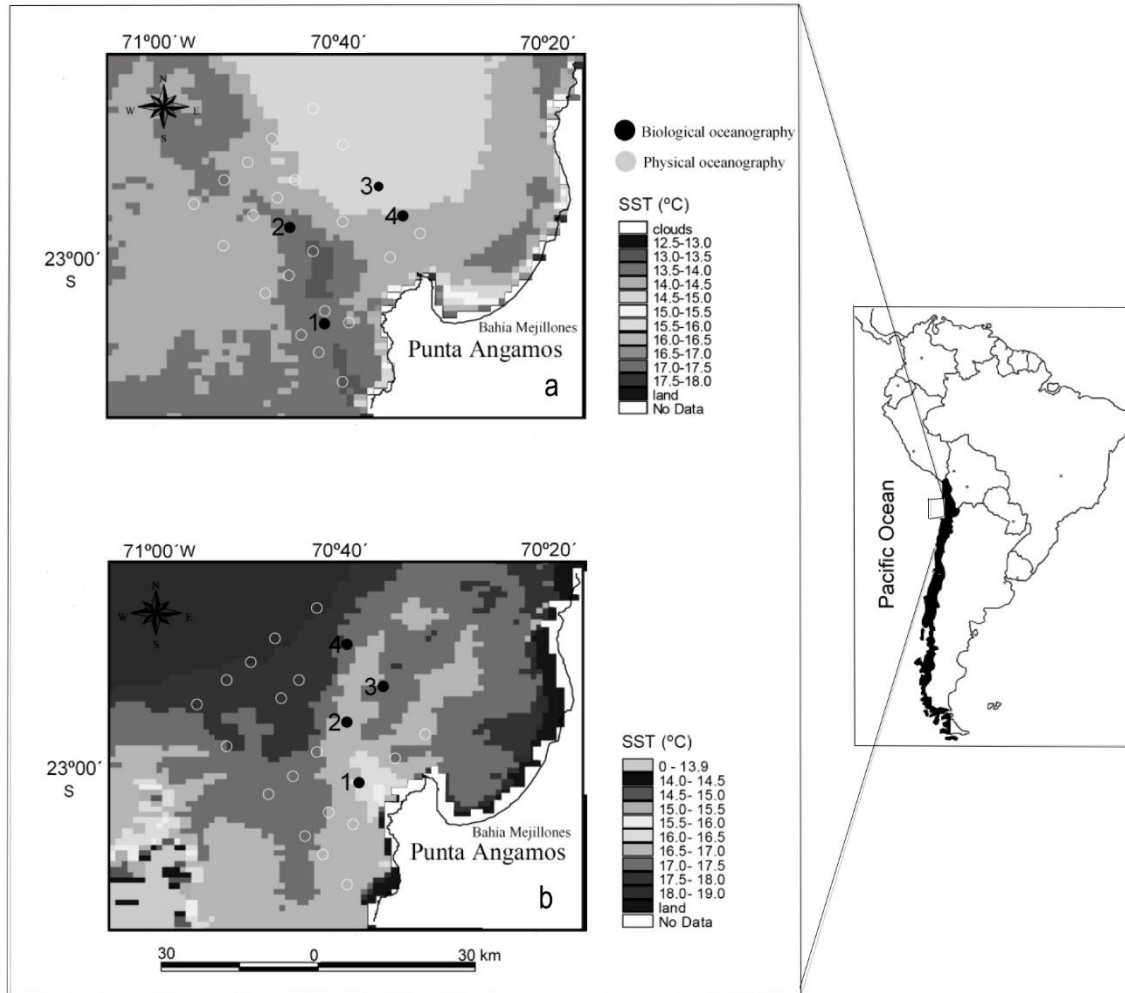 71º00´W 70º40´ 70º20´
N
W E
S
23º00´
S
3
4
2
1
Bahía Mejillones
Punta Angamos
a
Biological oceanography
Physical oceanography
SST (ºC)
clouds
12.5-13.0
13.0-13.5
13.5-14.0
14.0-14.5
14.5-15.0
15.0-15.5
15.5-16.0
16.0-16.5
16.5-17.0
17.0-17.5
17.5-18.0
land
No Data
71º00´W 70º40´ 70º20´
N
W E
S
23º00´
S
4
3
2
1
Bahía Mejillones
Punta Angamos
b
SST (ºC)
0 - 13.9
14.0- 14.5
14.5- 15.0
15.0- 15.5
15.5- 16.0
16.0- 16.5
16.5- 17.0
17.0- 17.5
17.5- 18.0
18.0- 19.0
land
No Data
30 0 30 km
Pacific Ocean